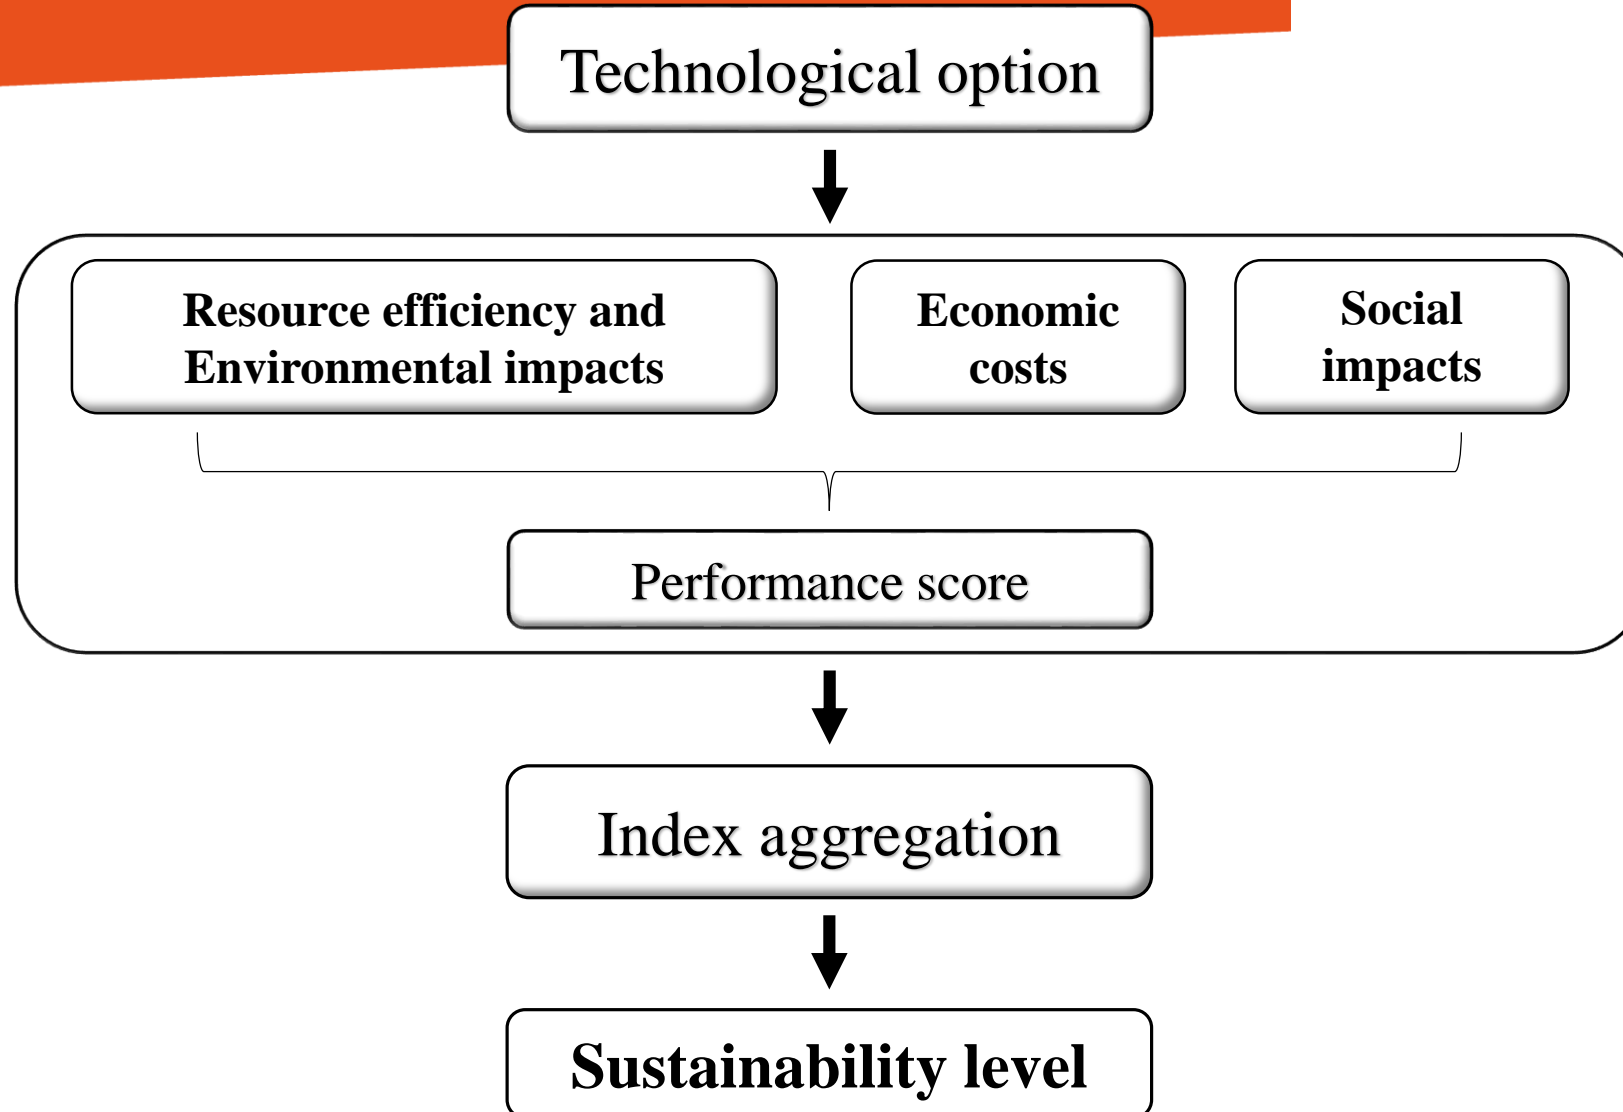 Technological option
Resource efficiency and
Environmental impacts
Economic
costs
Social
impacts
Performance score
Index aggregation
Sustainability level